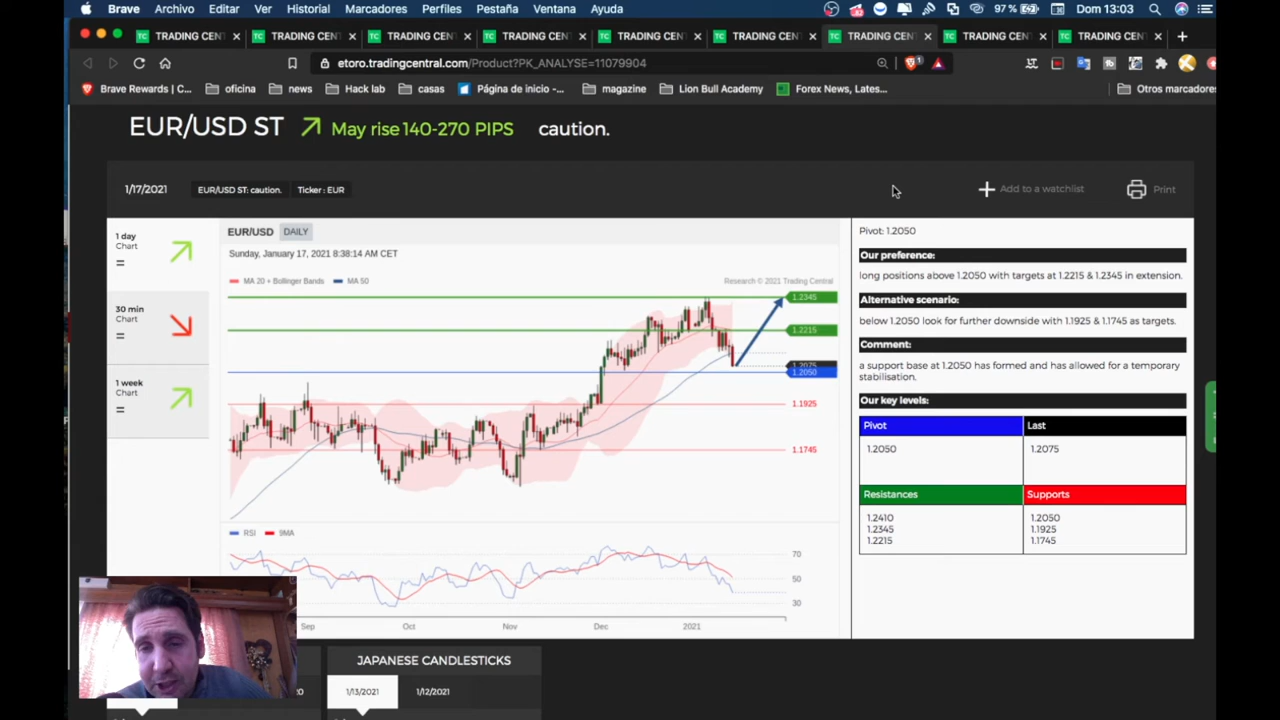 Brave Archivo Editar Ver Historial Marcadores Perfiles Pestaña Ventana Ayuda 97 % Dom 13:03
TRADING CEN TRADING CEN TRADING CEN TRADING CEN TRADING CEN TRADING CEN TRADING CEN TRADING CEN TRADING CEN
etoro.tradingcentral.com/Product?PK_ANALYSE=11079904
Brave Rewards | C... oficina news Hack lab casas Página de inicio -... magazine Lion Bull Academy Forex News, Lates... Otros marcadores
EUR/USD ST May rise 140-270 PIPS caution.
1/17/2021 EUR/USD ST: caution. Ticker : EUR Add to a watchlist Print
1 day
Chart
=
30 min
Chart
=
1 week
Chart
=
EUR/USD DAILY
Sunday, January 17, 2021 8:38:14 AM CET
MA 20 + Bollinger Bands MA 50 Research © 2021 Trading Central
1.2345
1.2215
1.2075
1.2050
1.1925
1.1745
RSI 9MA
70
50
30
Sep Oct Nov Dec 2021
Pivot: 1.2050
Our preference:
long positions above 1.2050 with targets at 1.2215 & 1.2345 in extension.
Alternative scenario:
below 1.2050 look for further downside with 1.1925 & 1.1745 as targets.
Comment:
a support base at 1.2050 has formed and has allowed for a temporary
stabilisation.
Our key levels:
Pivot Last
1.2050 1.2075
Resistances Supports
1.2410 1.2050
1.2345 1.1925
1.2215 1.1745
JAPANESE CANDLESTICKS
1/13/2021 1/12/2021